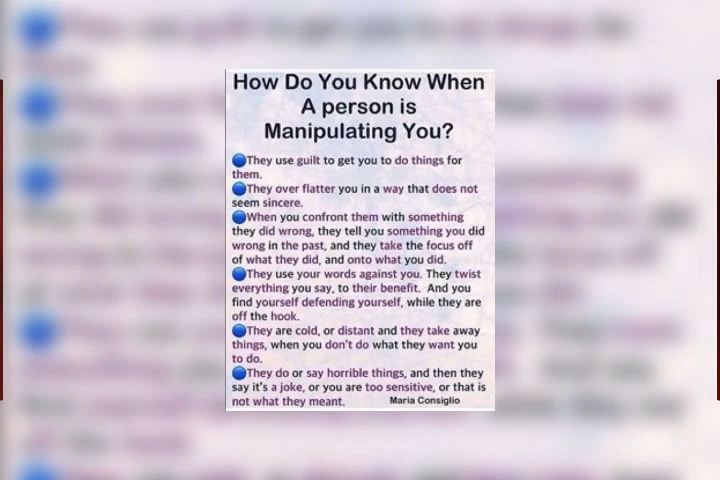 How Do You Know When
A person is
Manipulating You?
They use guilt to get you to do things for
them.
They over flatter you in a way that does not
seem sincere.
When you confront them with something
they did wrong, they tell you something you did
wrong in the past, and they take the focus off
of what they did, and onto what you did.
They use your words against you. They twist
everything you say, to their benefit. And you
find yourself defending yourself, while they are
off the hook.
They are cold, or distant and they take away
things, when you don't do what they want you
to do.
They do or say horrible things, and then they
say it's a joke, or you are too sensitive, or that is
not what they meant. Maria Consiglio